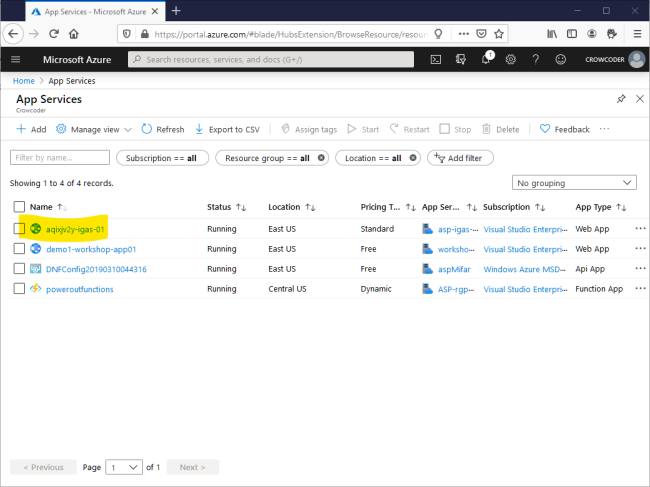 App Services - Microsoft Azure
https://portal.azure.com/#blade/HubsExtension/BrowseResource/resour
Microsoft Azure
Search resources, services, and docs (G+/)
1
CROWCODER
Home > App Services
App Services
Crowcoder
Add Manage view Refresh Export to CSV Assign tags Start Restart Stop Delete Feedback ...
Filter by name...
Subscription == all
Resource group == all
Location == all
Add filter
Showing 1 to 4 of 4 records.
No grouping
Name Status Location Pricing T... App Ser... Subscription App Type
aqixjv2y-igas-01 Running East US Standard asp-igas-... Visual Studio Enterpri... Web App ...
demo1-workshop-app01 Running East US Free worksho... Visual Studio Enterpri... Web App ...
DNFConfig20190310044316 Running East US Free aspMifar Windows Azure MSD... Api App ...
poweroutfunctions Running Central US Dynamic ASP-rgp... Visual Studio Enterpri... Function App ...
< Previous Page 1 of 1 Next >